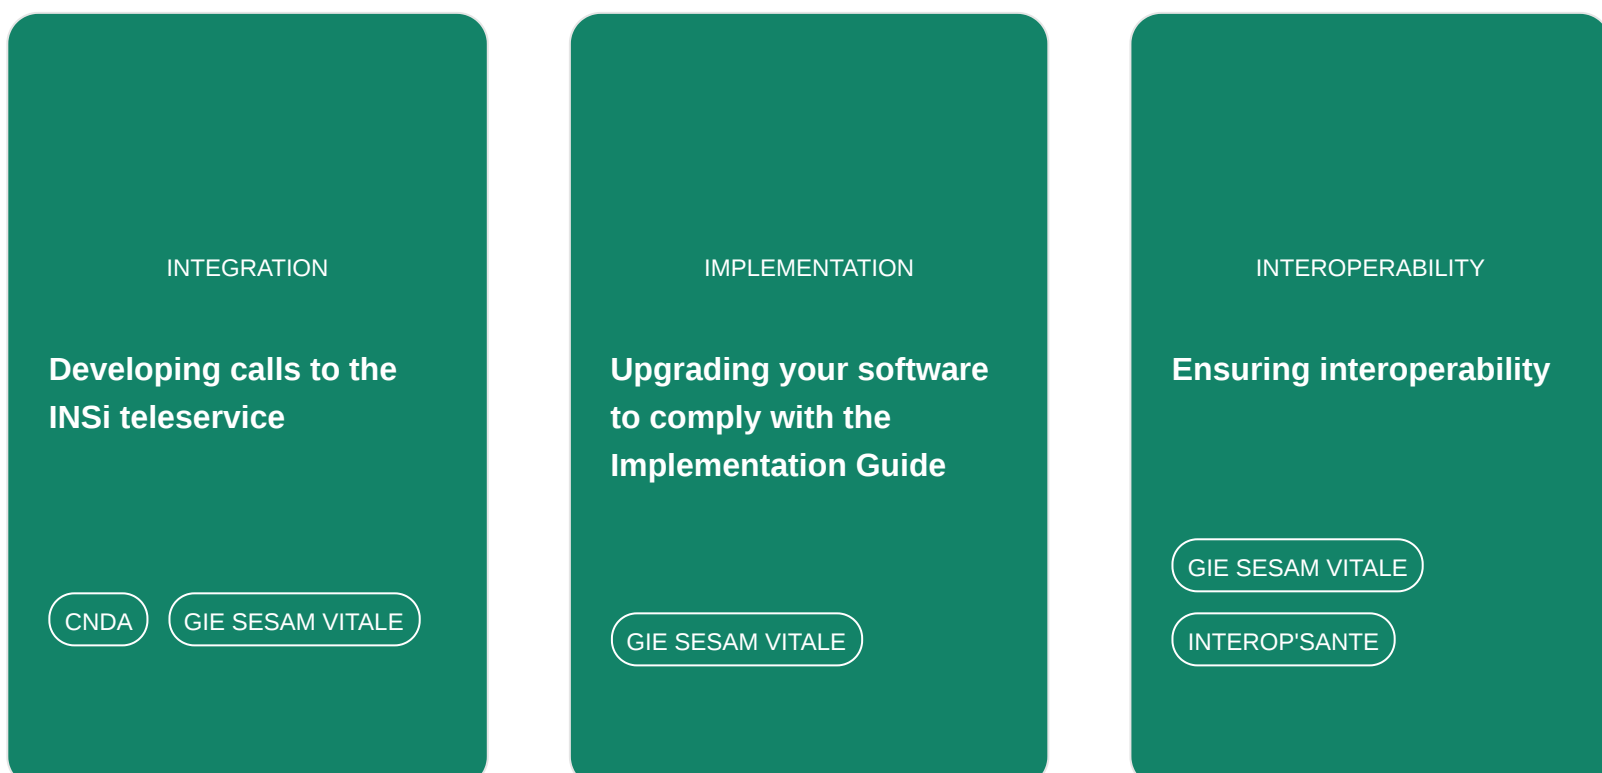 INTEGRATION
Developing calls to the
INSi teleservice
CNDA
GIE SESAM VITALE
IMPLEMENTATION
Upgrading your software
to comply with the
Implementation Guide
GIE SESAM VITALE
INTEROPERABILITY
Ensuring interoperability
GIE SESAM VITALE
INTEROP'SANTE